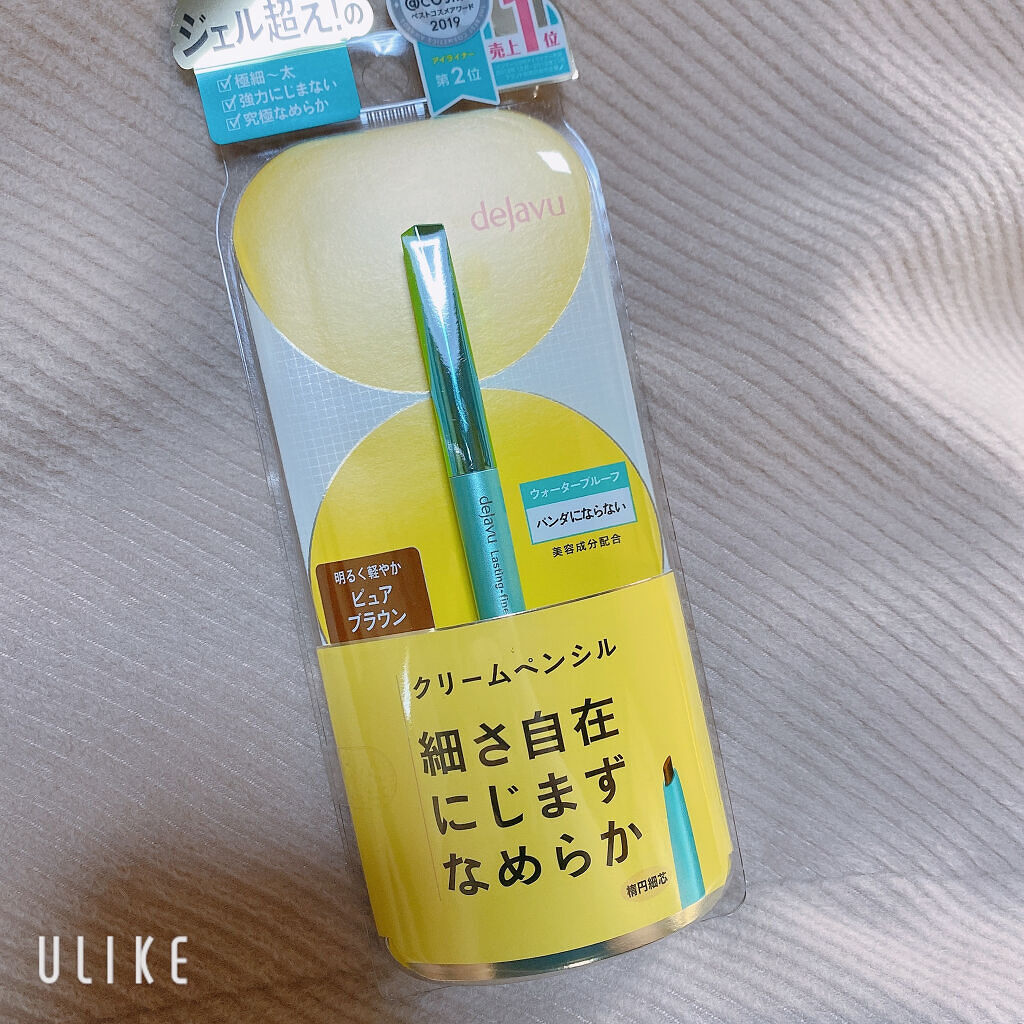 ジェル超え!の
極細～太
強力にじまない
究極なめらか
@cosme
ベストコスメアワード
2019
アイライナー
第2位
売上1位
dejavu
dejavu Lasting-fine
ウォータープルーフ
パンダにならない
美容成分配合
明るく軽やか
ピュア
ブラウン
クリームペンシル
細さ自在
にじまず
なめらか
楕円細芯
ULIKE